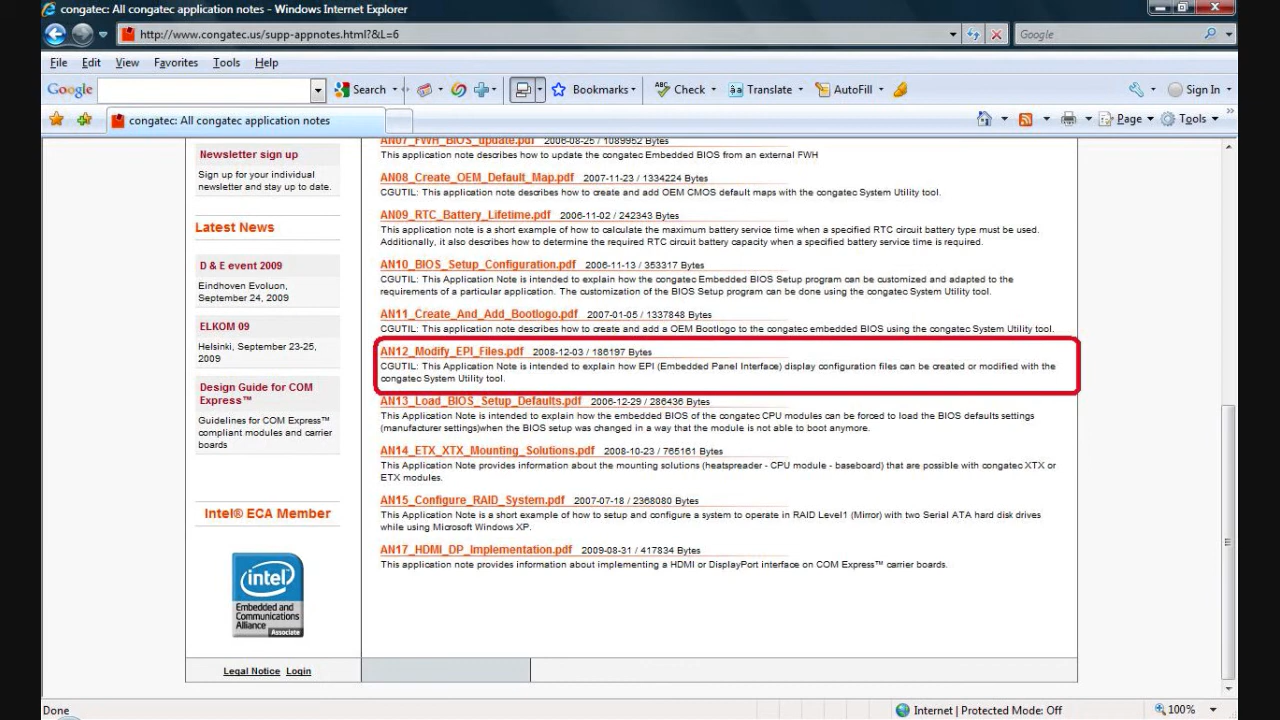 congatec: All congatec application notes - Windows Internet Explorer
http://www.congatec.us/supp-appnotes.html?&L=6
Google
File Edit View Favorites Tools Help
Google Search Bookmarks Check Translate AutoFill Sign In
congatec: All congatec application notes
Page Tools
Newsletter sign up
Sign up for your individual
newsletter and stay up to date.
Latest News
D & E event 2009
Eindhoven Evoluon,
September 24, 2009
ELKOM 09
Helsinki, September 23-25,
2009
Design Guide for COM
Express™
Guidelines for COM Express™
compliant modules and carrier
boards
Intel® ECA Member
intel
Embedded and
Communications
Alliance
Associate
Legal Notice Login
AN07_FWH_BIOS_update.pdf 2006-08-25 / 1089952 Bytes
This application note describes how to update the congatec Embedded BIOS from an external FWH
AN08_Create_OEM_Default_Map.pdf 2007-11-23 / 1334224 Bytes
CGUTIL: This application note describes how to create and add OEM CMOS default maps with the congatec System Utility tool.
AN09_RTC_Battery_Lifetime.pdf 2006-11-02 / 242343 Bytes
This application note is a short example of how to calculate the maximum battery service time when a specified RTC circuit battery type must be used.
Additionally, it also describes how to determine the required RTC circuit battery capacity when a specified battery service time is required.
AN10_BIOS_Setup_Configuration.pdf 2006-11-13 / 353317 Bytes
CGUTIL: This Application Note is intended to explain how the congatec Embedded BIOS Setup program can be customized and adapted to the
requirements of a particular application. The customization of the BIOS Setup program can be done using the congatec System Utility tool.
AN11_Create_And_Add_Bootlogo.pdf 2007-01-05 / 1337848 Bytes
CGUTIL: This application note describes how to create and add a OEM Bootlogo to the congatec embedded BIOS using the congatec System Utility tool.
AN12_Modify_EPI_Files.pdf 2008-12-03 / 186197 Bytes
CGUTIL: This Application Note is intended to explain how EPI (Embedded Panel Interface) display configuration files can be created or modified with the
congatec System Utility tool.
AN13_Load_BIOS_Setup_Defaults.pdf 2006-12-29 / 286436 Bytes
This Application Note is intended to explain how the embedded BIOS of the congatec CPU modules can be forced to load the BIOS defaults settings
(manufacturer settings)when the BIOS setup was changed in a way that the module is not able to boot anymore.
AN14_ETX_XTX_Mounting_Solutions.pdf 2008-10-23 / 765161 Bytes
This Application Note provides information about the mounting solutions (heatspreader - CPU module - baseboard) that are possible with congatec XTX or
ETX modules.
AN15_Configure_RAID_System.pdf 2007-07-18 / 2368080 Bytes
This Application Note is a short example of how to setup and configure a system to operate in RAID Level1 (Mirror) with two Serial ATA hard disk drives
while using Microsoft Windows XP.
AN17_HDMI_DP_Implementation.pdf 2009-08-31 / 417834 Bytes
This application note provides information about implementing a HDMI or DisplayPort interface on COM Express™ carrier boards.
Done
Internet | Protected Mode: Off
100%